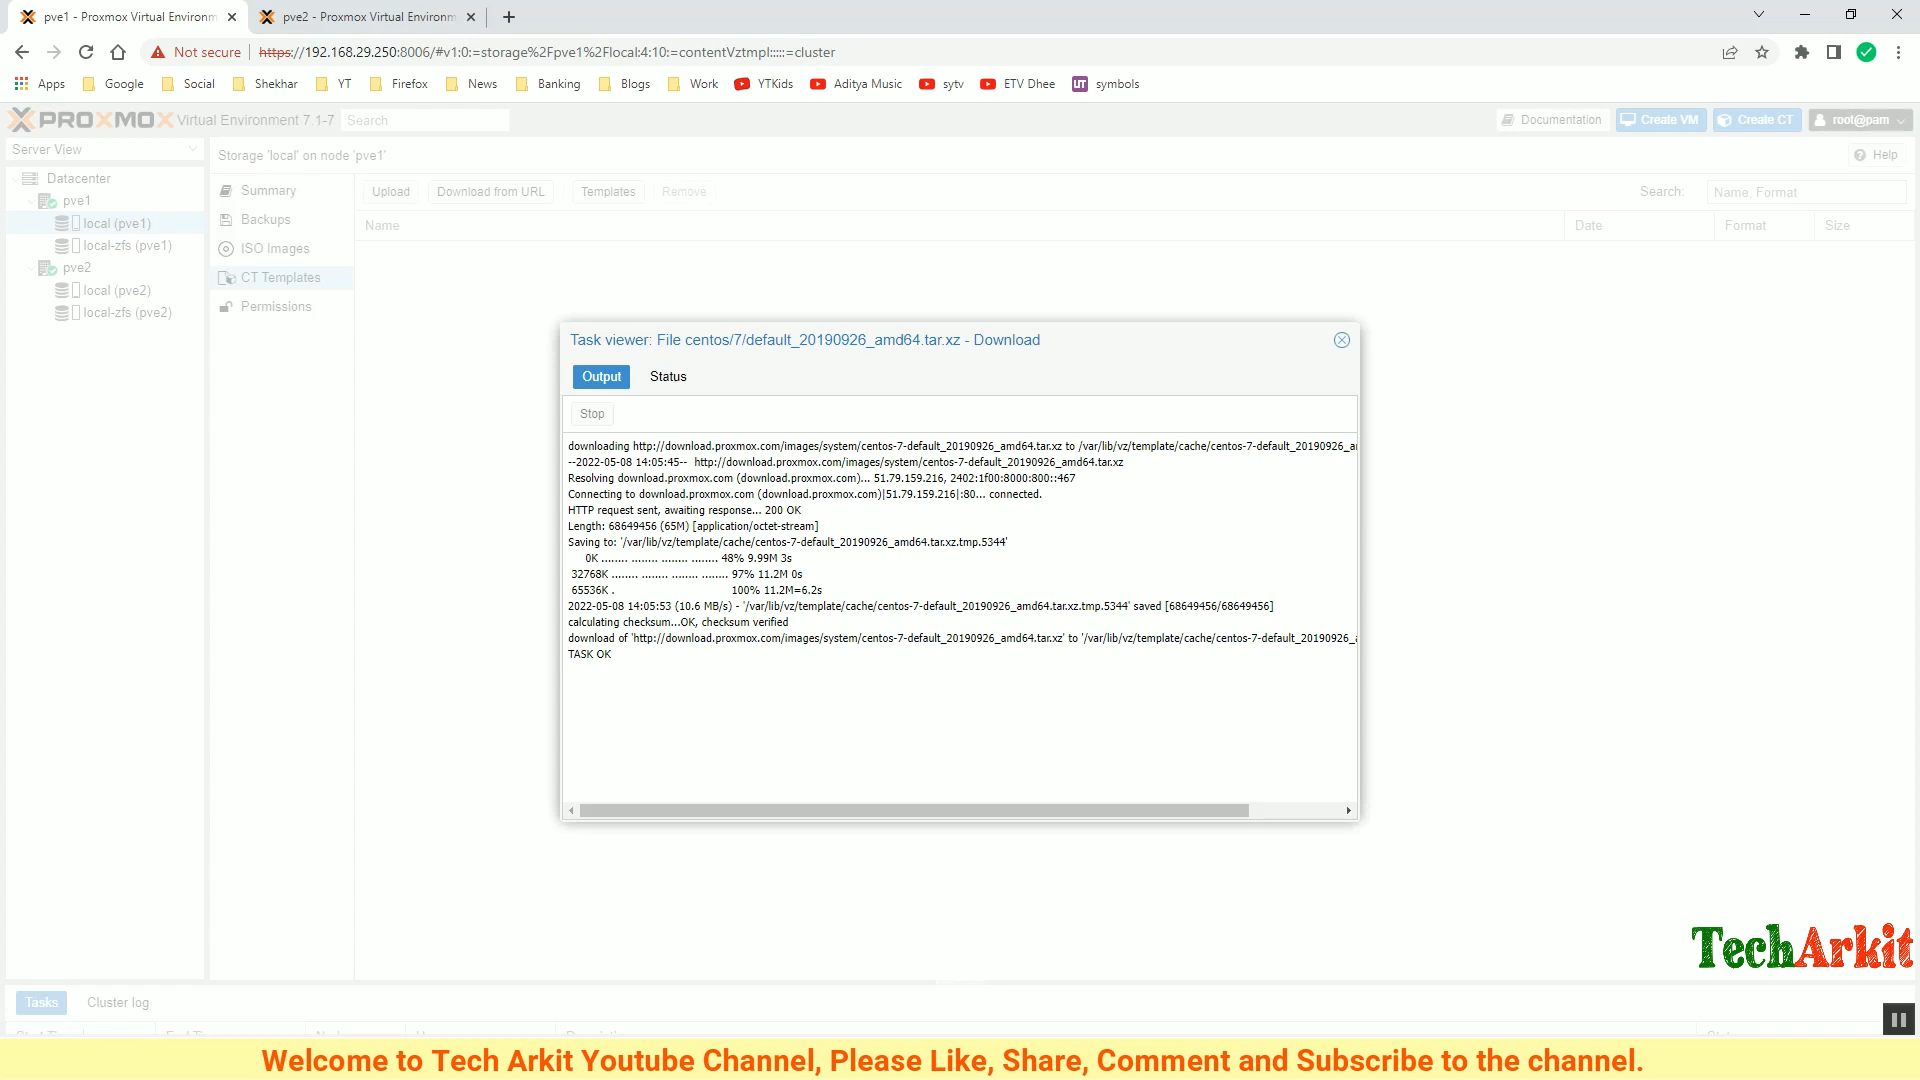 pve1 - Proxmox Virtual Environm
pve2 - Proxmox Virtual Environm
Not secure
https://192.168.29.250:8006/#v1:0:=storage%2Fpve1%2Flocal:4:10:=contentVztmpl:::::=cluster
Apps Google Social Shekhar YT Firefox News Banking Blogs Work YTKids Aditya Music sytv ETV Dhee UT symbols
PROXMOX Virtual Environment 7.1-7 Search
Documentation Create VM Create CT root@pam
Server View
Storage 'local' on node 'pve1'
Help
Datacenter
pve1
local (pve1)
local-zfs (pve1)
pve2
local (pve2)
local-zfs (pve2)
Summary
Backups
ISO Images
CT Templates
Permissions
Upload Download from URL Templates Remove Search: Name, Format
Name Date Format Size
Task viewer: File centos/7/default_20190926_amd64.tar.xz - Download
Output Status
Stop
downloading http://download.proxmox.com/images/system/centos-7-default_20190926_amd64.tar.xz to /var/lib/vz/template/cache/centos-7-default_20190926_a
--2022-05-08 14:05:45-- http://download.proxmox.com/images/system/centos-7-default_20190926_amd64.tar.xz
Resolving download.proxmox.com (download.proxmox.com)... 51.79.159.216, 2402:1f00:8000:800::467
Connecting to download.proxmox.com (download.proxmox.com)|51.79.159.216|:80... connected.
HTTP request sent, awaiting response... 200 OK
Length: 68649456 (65M) [application/octet-stream]
Saving to: '/var/lib/vz/template/cache/centos-7-default_20190926_amd64.tar.xz.tmp.5344'
0K ........ ........ ........ ........ 48% 9.99M 3s
32768K ........ ........ ........ ........ 97% 11.2M 0s
65536K . 100% 11.2M=6.2s
2022-05-08 14:05:53 (10.6 MB/s) - '/var/lib/vz/template/cache/centos-7-default_20190926_amd64.tar.xz.tmp.5344' saved [68649456/68649456]
calculating checksum...OK, checksum verified
download of 'http://download.proxmox.com/images/system/centos-7-default_20190926_amd64.tar.xz' to '/var/lib/vz/template/cache/centos-7-default_20190926_
TASK OK
TechArkit
Tasks Cluster log
Welcome to Tech Arkit Youtube Channel, Please Like, Share, Comment and Subscribe to the channel.